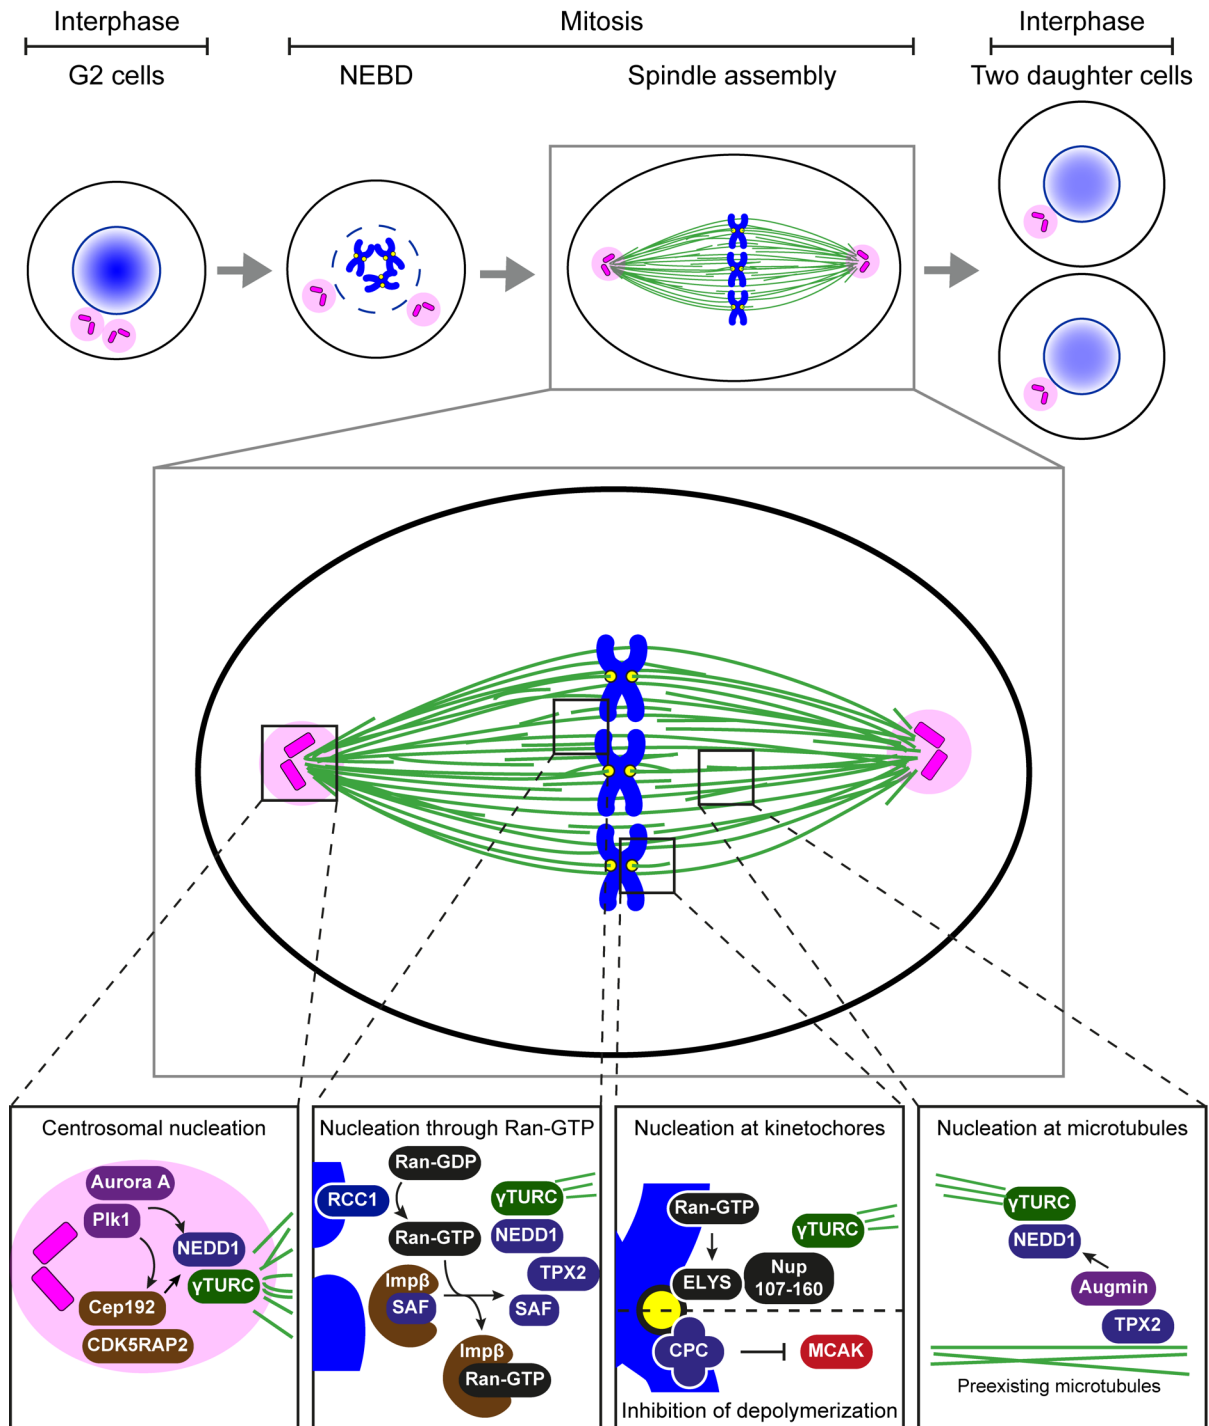 Interphase
Mitosis
Interphase
G2 cells
NEBD
Spindle assembly
Two daughter cells
Centrosomal nucleation
Aurora A
Plk1
NEDD1
γTURC
Cep192
CDK5RAP2
Nucleation through Ran-GTP
Ran-GDP
RCC1
γTURC
Ran-GTP
NEDD1
TPX2
Impβ
SAF
SAF
Impβ
Ran-GTP
Nucleation at kinetochores
Ran-GTP
γTURC
ELYS
Nup
107-160
CPC
MCAK
Inhibition of depolymerization
Nucleation at microtubules
γTURC
NEDD1
Augmin
TPX2
Preexisting microtubules